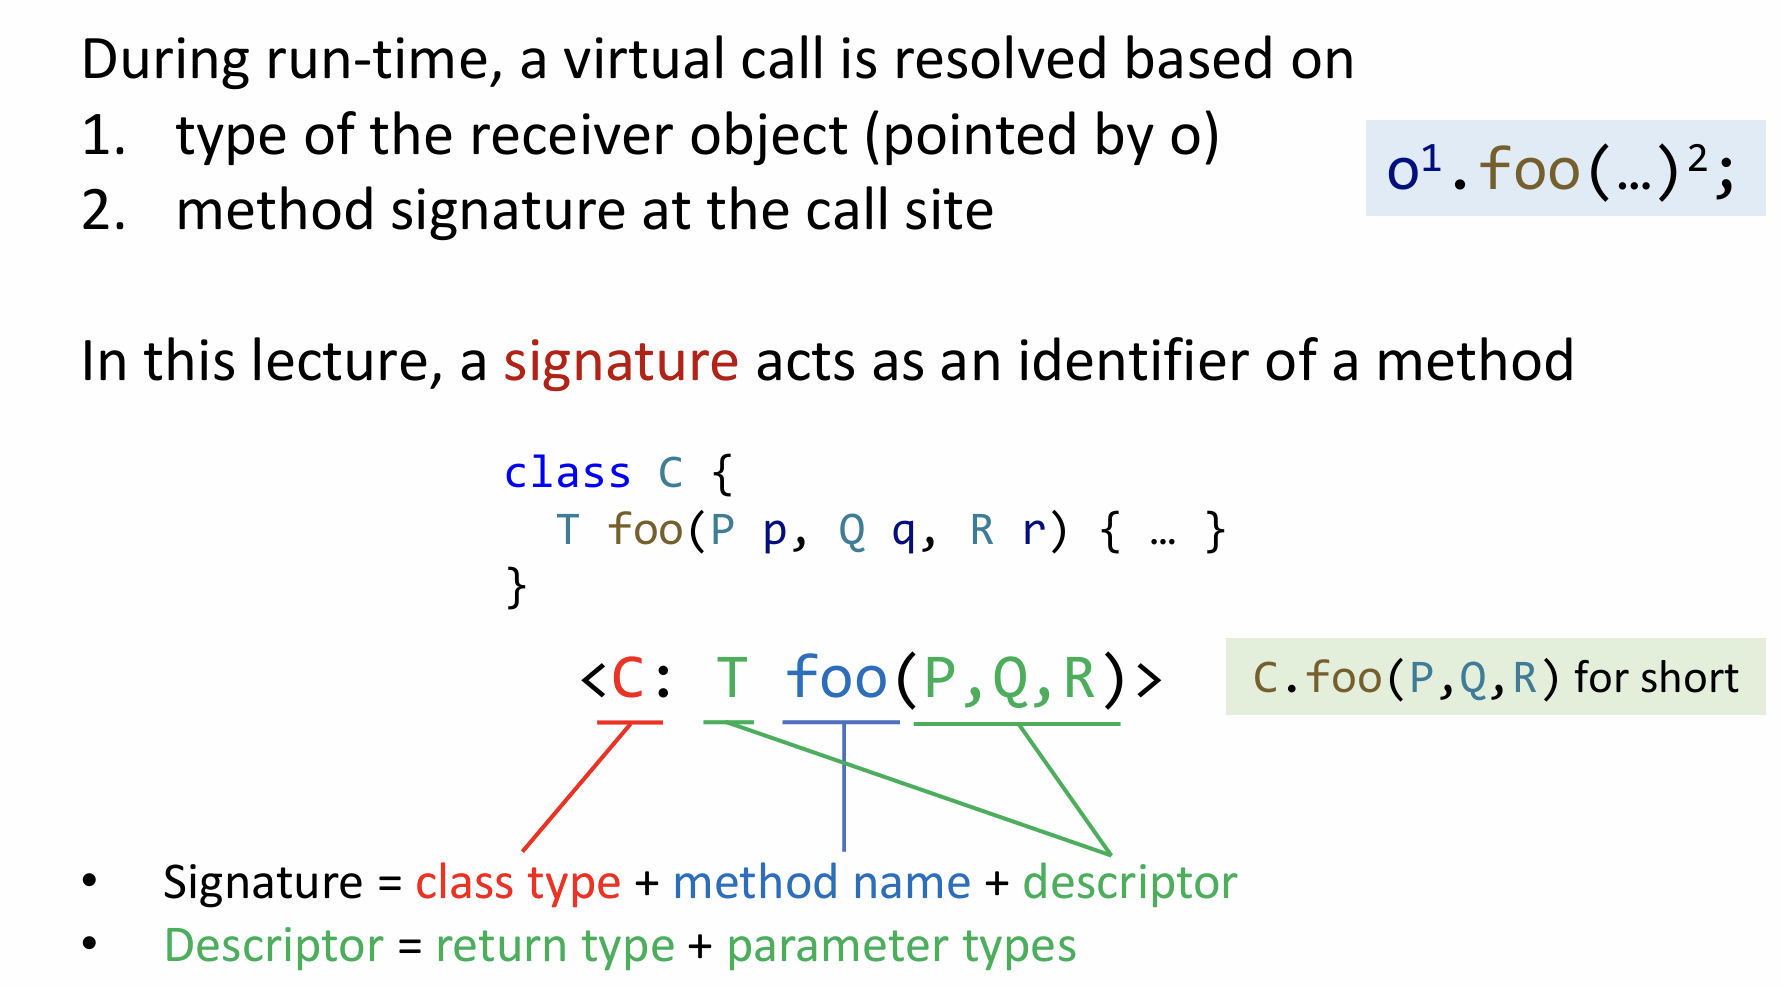 During run-time, a virtual call is resolved based on
1. type of the receiver object (pointed by o)
o¹.foo(…)²;
2. method signature at the call site
In this lecture, a signature acts as an identifier of a method
class C {
T foo(P p, Q q, R r) { … }
}
<C: T foo(P,Q,R)>
C.foo(P,Q,R) for short
• Signature = class type + method name + descriptor
• Descriptor = return type + parameter types